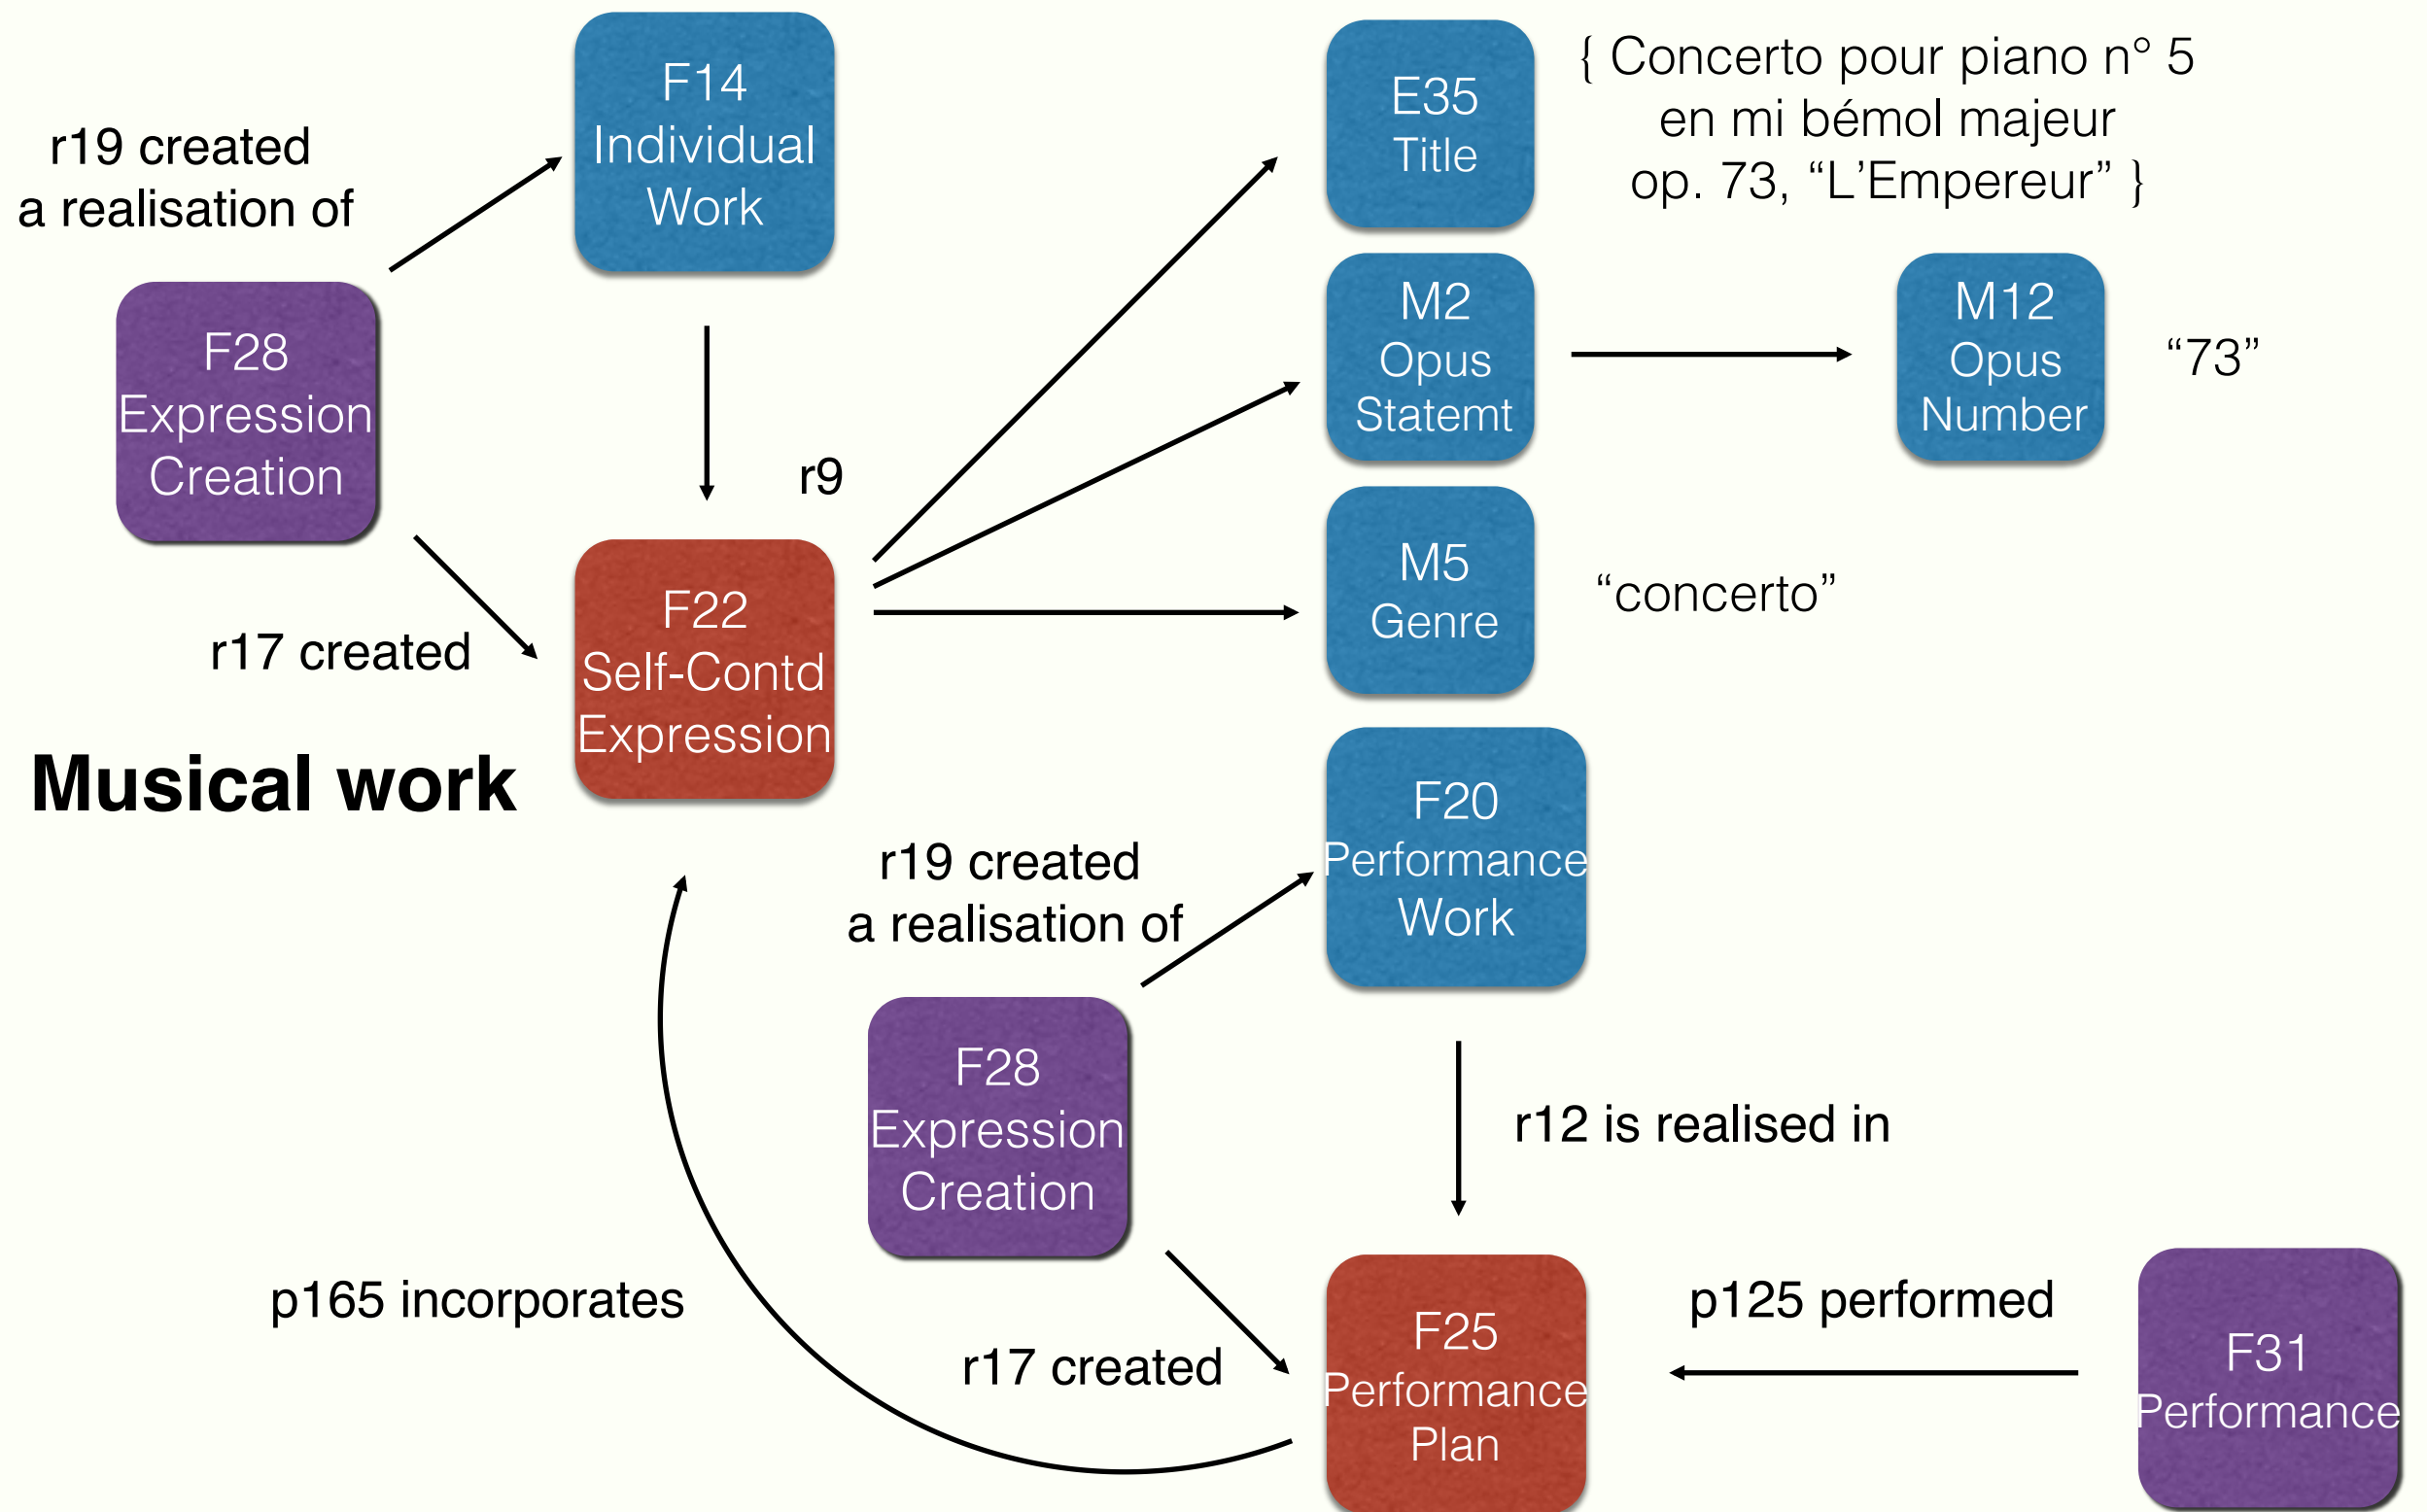 F14
Individual
Work
r19 created
a realisation of
F28
Expression
Creation
r9
r17 created
F22
Self-Contd
Expression
Musical work
E35
Title
{ Concerto pour piano n° 5
en mi bémol majeur
op. 73, “L’Empereur” }
M2
Opus
Statemt
M12
Opus
Number
“73”
M5
Genre
“concerto”
F20
Performance
Work
r19 created
a realisation of
F28
Expression
Creation
r12 is realised in
p165 incorporates
r17 created
F25
Performance
Plan
p125 performed
F31
Performance